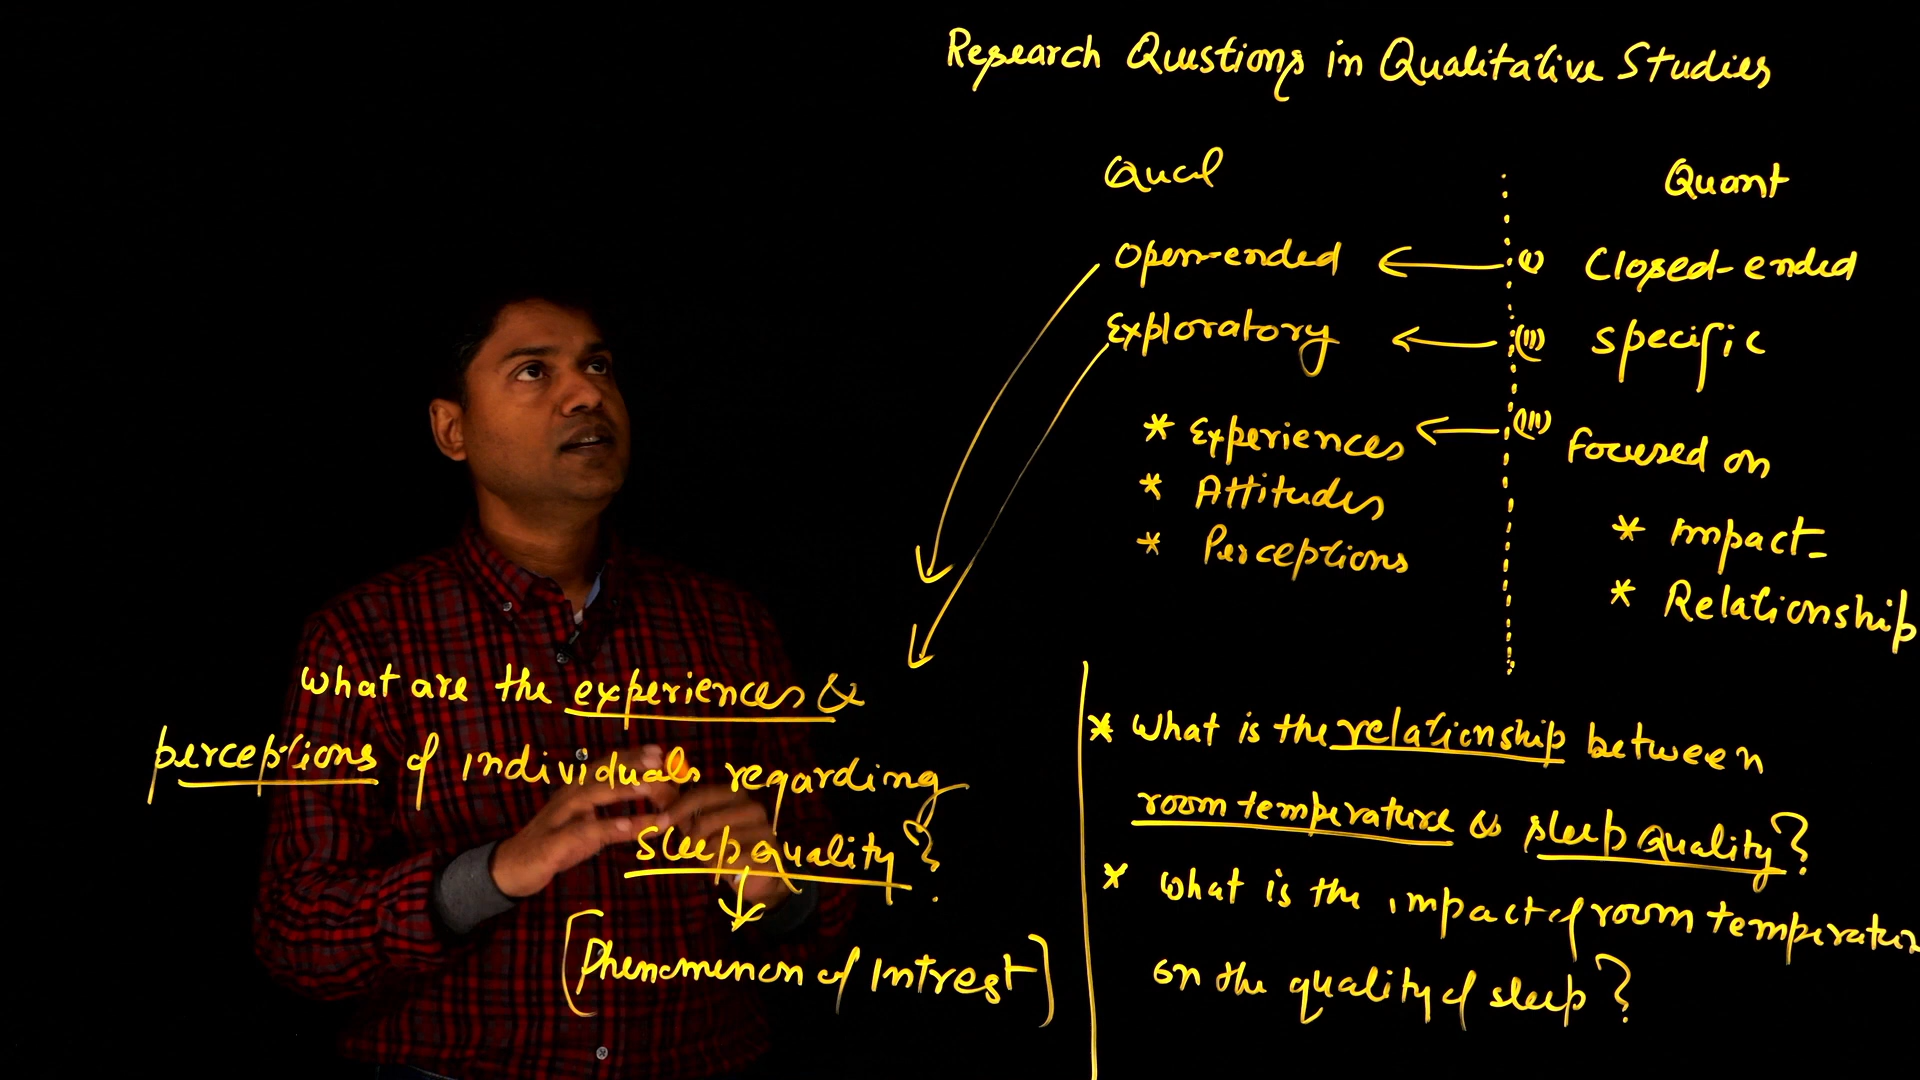 Research Questions in Qualitative Studies
Qual
Quant
Open-ended
(i) Closed-ended
Exploratory
(ii) Specific
* Experiences
(iii) Focused on
* Attitudes
* Perceptions
* Impact
* Relationship
What are the experiences &
perceptions of individuals regarding
sleep quality?
[Phenomenon of Intrest]
* What is the relationship between
room temperature & sleep quality?
* What is the impact of room temperatur
on the quality of sleep?